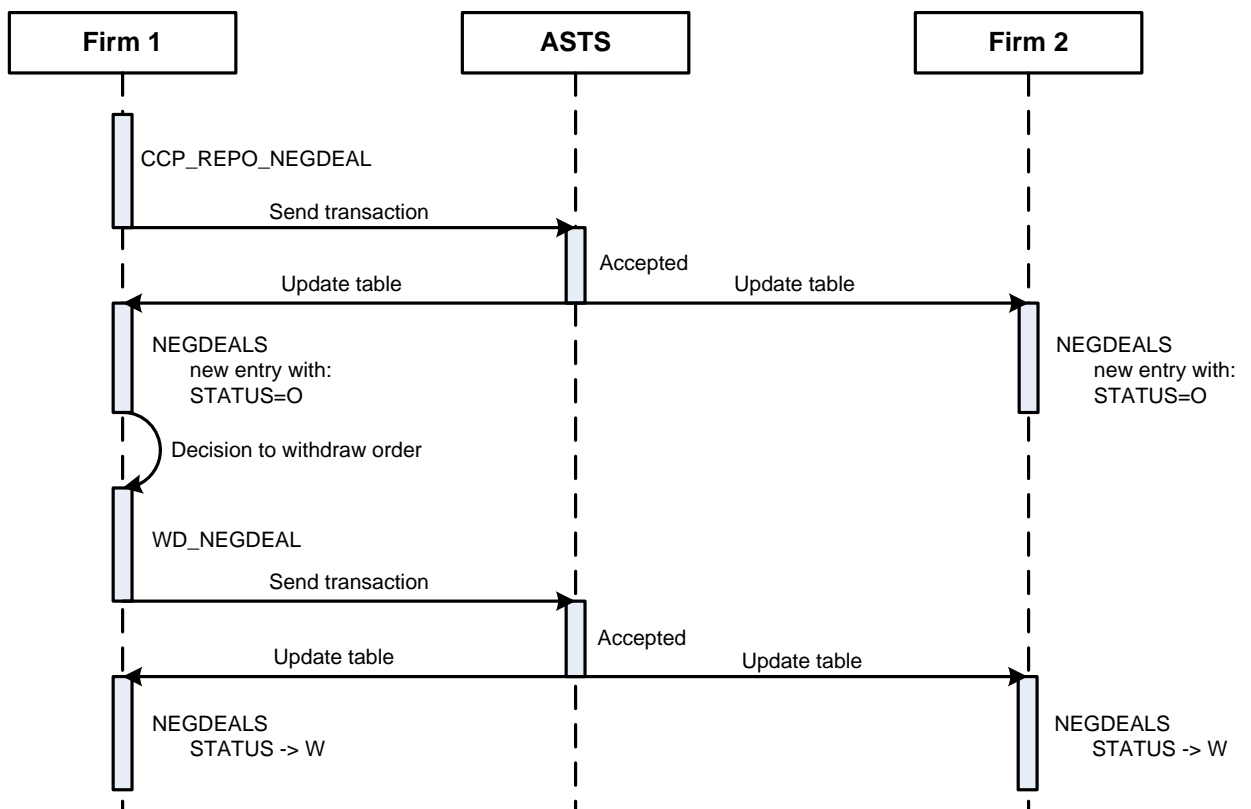 Firm 1
ASTS
Firm 2
CCP_REPO_NEGDEAL
Send transaction
Accepted
Update table
Update table
NEGDEALS
new entry with:
STATUS=O
NEGDEALS
new entry with:
STATUS=O
Decision to withdraw order
WD_NEGDEAL
Send transaction
Accepted
Update table
Update table
NEGDEALS
STATUS -> W
NEGDEALS
STATUS -> W